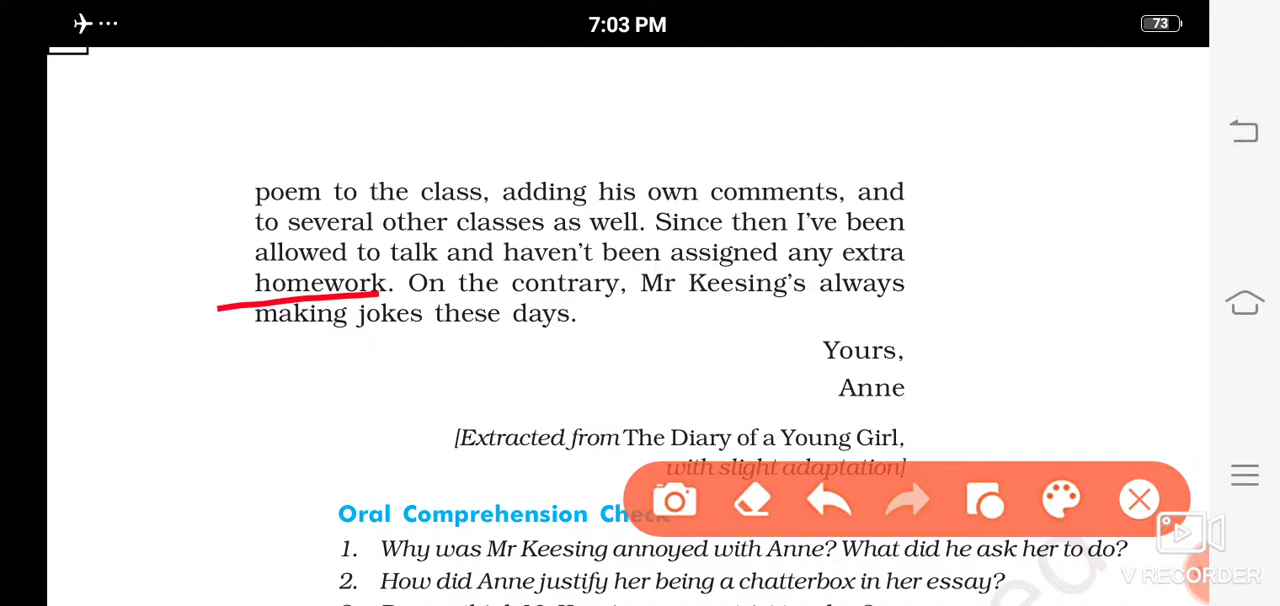 7:03 PM
73
poem to the class, adding his own comments, and
to several other classes as well. Since then I've been
allowed to talk and haven't been assigned any extra
homework. On the contrary, Mr Keesing's always
making jokes these days.
Yours,
Anne
[Extracted from The Diary of a Young Girl,
with slight adaptation]
Oral Comprehension Check
1. Why was Mr Keesing annoyed with Anne? What did he ask her to do?
2. How did Anne justify her being a chatterbox in her essay?
V RECORDER